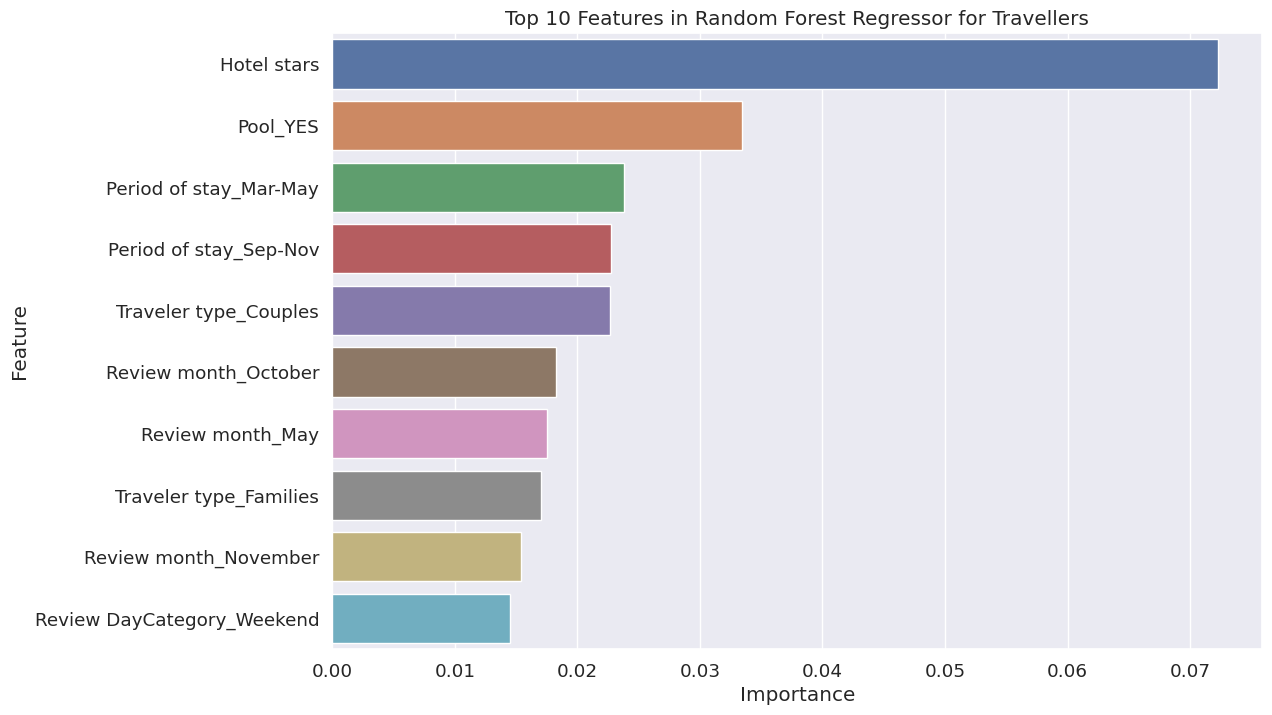 Top 10 Features in Random Forest Regressor for Travellers
Feature
Hotel stars
Pool_YES
Period of stay_Mar-May
Period of stay_Sep-Nov
Traveler type_Couples
Review month_October
Review month_May
Traveler type_Families
Review month_November
Review DayCategory_Weekend
0.00 0.01 0.02 0.03 0.04 0.05 0.06 0.07
Importance